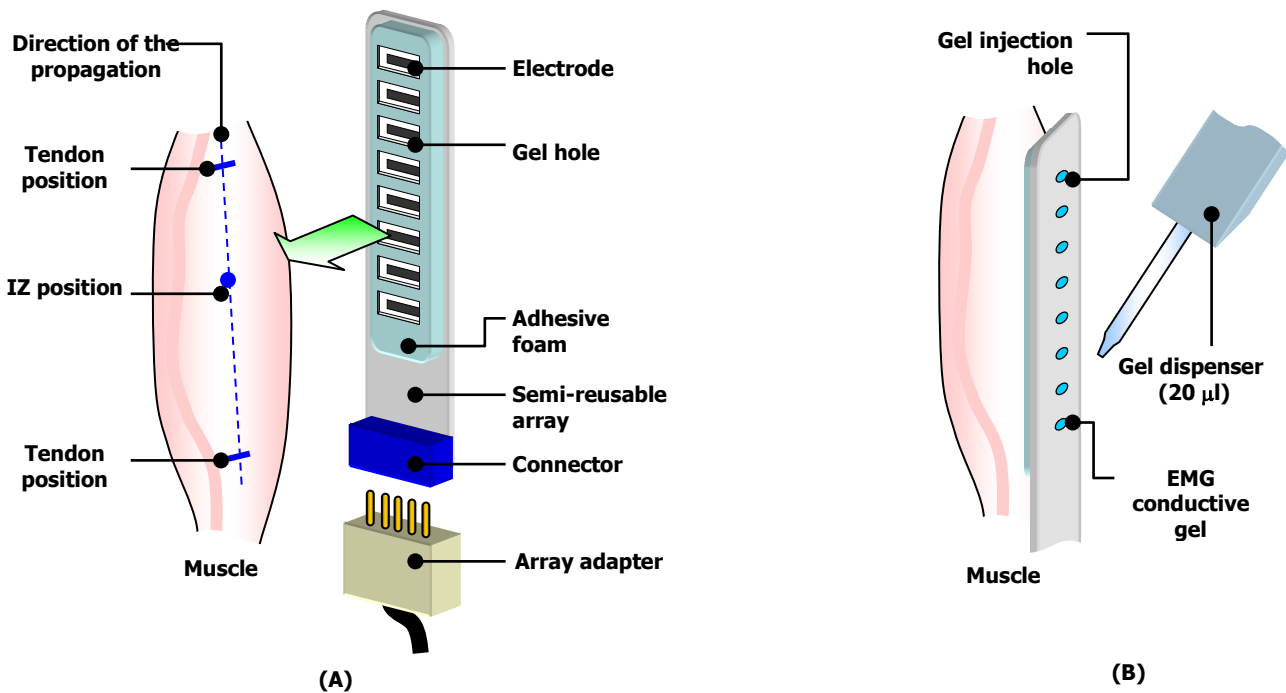 Direction of the
propagation
Tendon
position
IZ position
Tendon
position
Muscle
Electrode
Gel hole
Adhesive
foam
Semi-reusable
array
Connector
Array adapter
(A)
Gel injection
hole
Gel dispenser
(20 μl)
EMG
conductive
gel
Muscle
(B)